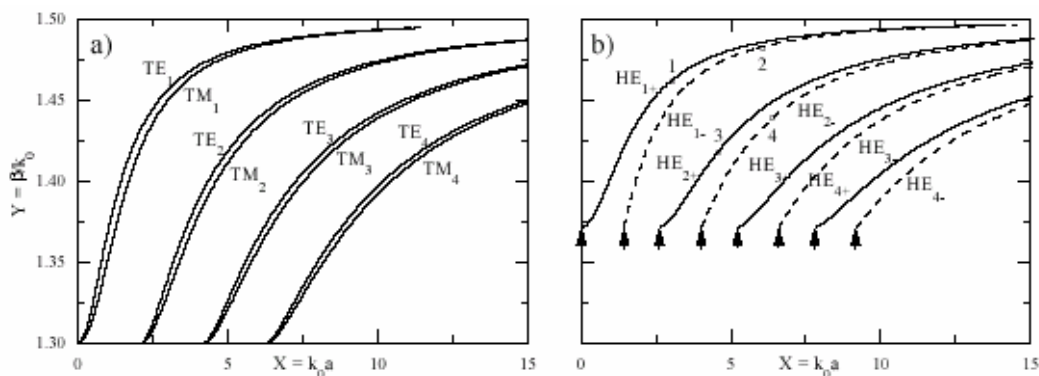 1.50
1.45
1.40
1.35
1.30
Y = β/k₀
a)
TE₁
TM₁
TE₂
TM₂
TE₃
TM₃
TE₄
TM₄
0 5 10 15
X = k₀a
b)
HE₁₊
1
2
HE₁₋
3
4
HE₂₋
HE₂₊
HE₃₊
HE₃₋
HE₄₊
HE₄₋
0 5 10 15
X = k₀a